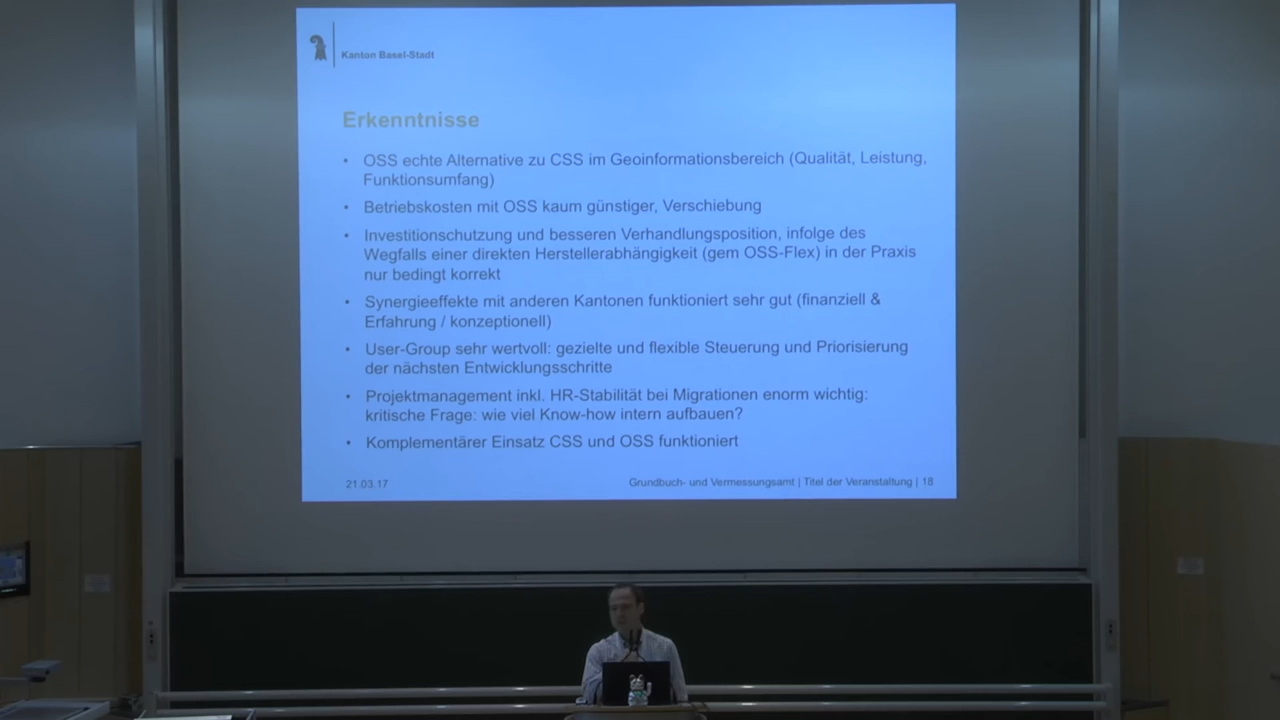 Kanton Basel-Stadt
Erkenntnisse
• OSS echte Alternative zu CSS im Geoinformationsbereich (Qualität, Leistung,
Funktionsumfang)
• Betriebskosten mit OSS kaum günstiger, Verschiebung
• Investitionschutzung und besseren Verhandlungsposition, infolge des
Wegfalls einer direkten Herstellerabhängigkeit (gem OSS-Flex) in der Praxis
nur bedingt korrekt
• Synergieeffekte mit anderen Kantonen funktioniert sehr gut (finanziell &
Erfahrung / konzeptionell)
• User-Group sehr wertvoll: gezielte und flexible Steuerung und Priorisierung
der nächsten Entwicklungsschritte
• Projektmanagement inkl. HR-Stabilität bei Migrationen enorm wichtig:
kritische Frage: wie viel Know-how intern aufbauen?
• Komplementärer Einsatz CSS und OSS funktioniert
21.03.17
Grundbuch- und Vermessungsamt | Titel der Veranstaltung | 18